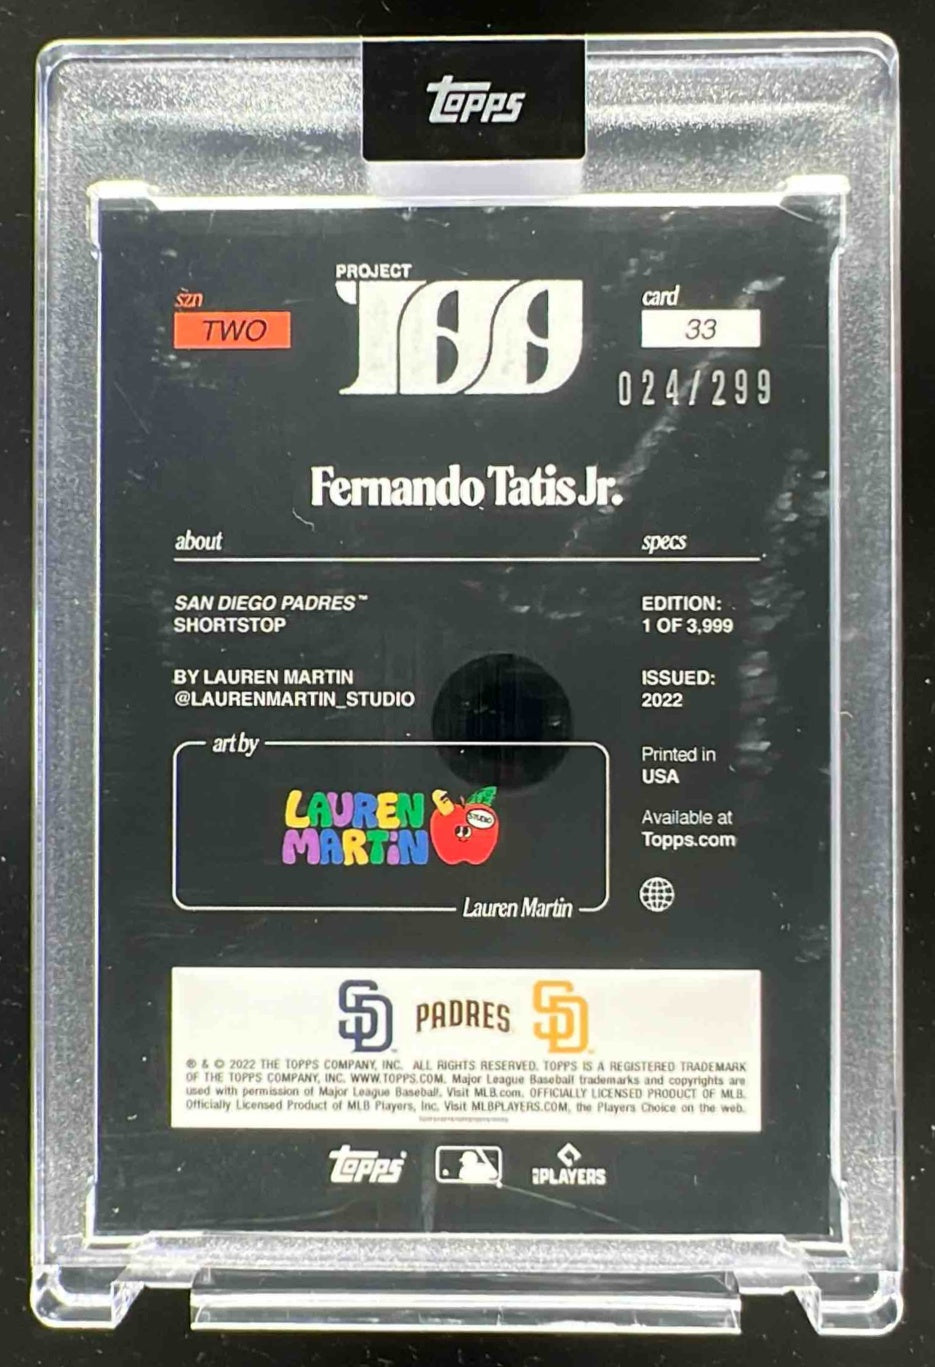 Topps
PROJECT
100
szn
TWO
card
33
024/299
Fernando Tatis Jr.
about
specs
SAN DIEGO PADRES™
SHORTSTOP
EDITION:
1 OF 3,999
BY LAUREN MARTIN
@LAURENMARTIN_STUDIO
ISSUED:
2022
art by
LAUREN
MARTiN
STUDIO
Lauren Martin
Printed in
USA
Available at
Topps.com
SD PADRES SD
® & © 2022 THE TOPPS COMPANY, INC. ALL RIGHTS RESERVED. TOPPS IS A REGISTERED TRADEMARK
OF THE TOPPS COMPANY, INC. WWW.TOPPS.COM. Major League Baseball trademarks and copyrights are
used with permission of Major League Baseball. Visit MLB.com. OFFICIALLY LICENSED PRODUCT OF MLB.
Officially Licensed Product of MLB Players, Inc. Visit MLBPLAYERS.COM, the Players Choice on the web.
Topps
PLAYERS